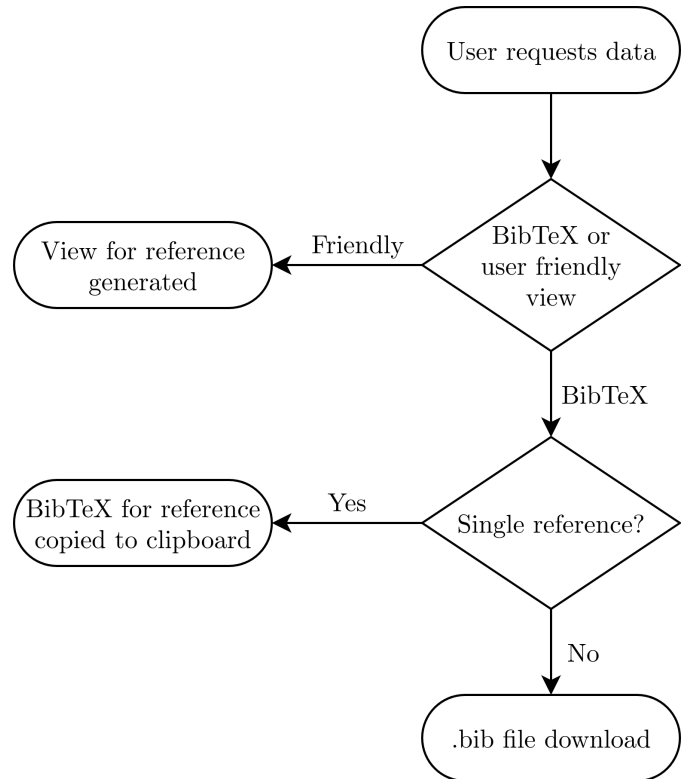 User requests data
BibTeX or
user friendly
view
Friendly
View for reference
generated
BibTeX
Single reference?
Yes
BibTeX for reference
copied to clipboard
No
.bib file download